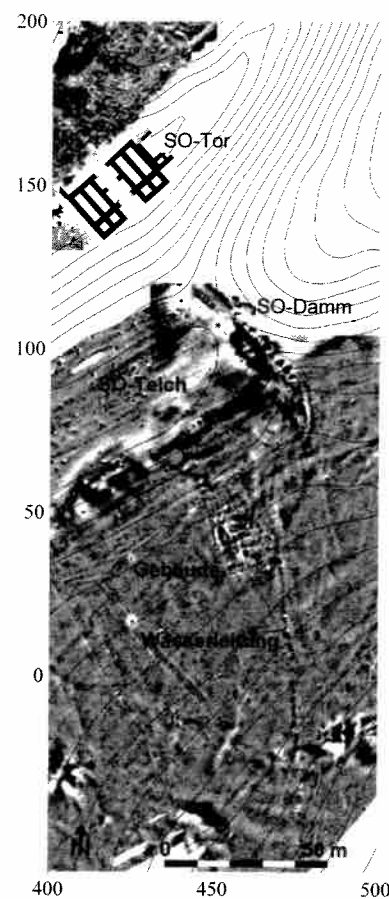 200
SO-Tor
150
SO-Damm
100
SO-Teich
50
Gebäude
Wasserleitung
0
N
0 50 m
400 450 500